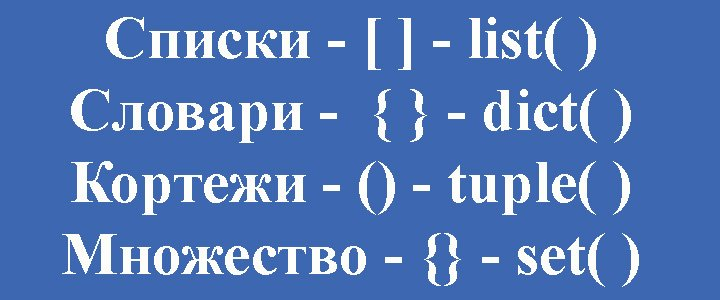 Списки - [ ] - list( )
Словари -  { } - dict( )
Кортежи - () - tuple( )
Множество - {} - set( )